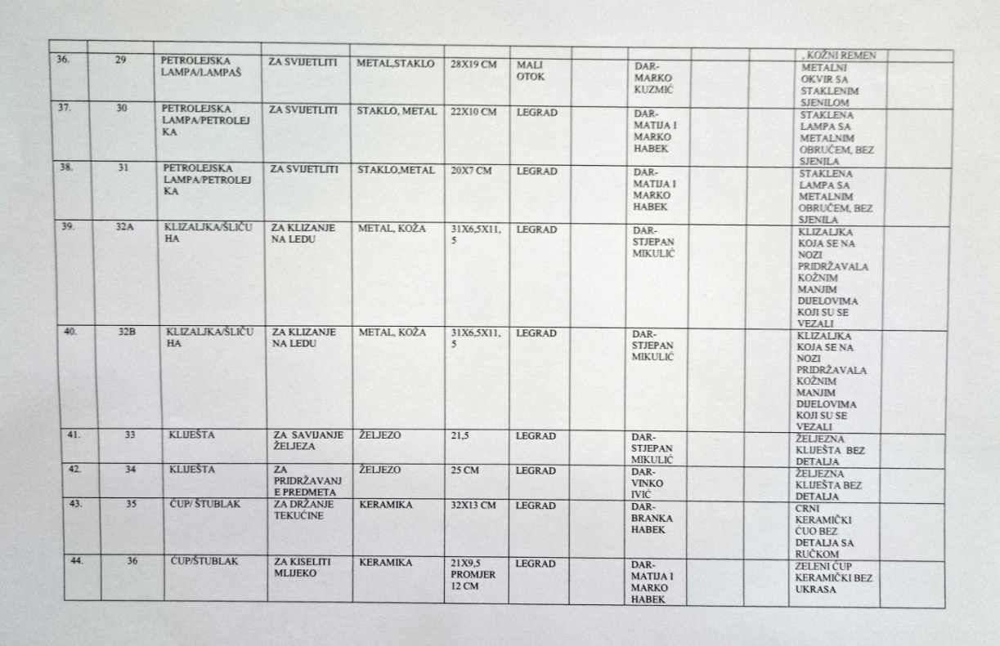 , KOŽNI REMEN
36. 29 PETROLEJSKA LAMPA/LAMPAŠ ZA SVIJETLITI METAL,STAKLO 28X19 CM MALI OTOK DAR- MARKO KUZMIĆ METALNI OKVIR SA STAKLENIM SJENILOM
37. 30 PETROLEJSKA LAMPA/PETROLEJ KA ZA SVIJETLITI STAKLO, METAL 22X10 CM LEGRAD DAR- MATIJA I MARKO HABEK STAKLENA LAMPA SA METALNIM OBRUČEM, BEZ SJENILA
38. 31 PETROLEJSKA LAMPA/PETROLEJ KA ZA SVIJETLITI STAKLO,METAL 20X7 CM LEGRAD DAR- MATIJA I MARKO HABEK STAKLENA LAMPA SA METALNIM OBRUČEM, BEZ SJENILA
39. 32A KLIZALJKA/ŠLIČU HA ZA KLIZANJE NA LEDU METAL, KOŽA 31X6,5X11, 5 LEGRAD DAR- STJEPAN MIKULIĆ KLIZALJKA KOJA SE NA NOZI PRIDRŽAVALA KOŽNIM MANJIM DIJELOVIMA KOJI SU SE VEZALI
40. 32B KLIZALJKA/ŠLIČU HA ZA KLIZANJE NA LEDU METAL, KOŽA 31X6,5X11, 5 LEGRAD DAR- STJEPAN MIKULIĆ KLIZALJKA KOJA SE NA NOZI PRIDRŽAVALA KOŽNIM MANJIM DIJELOVIMA KOJI SU SE VEZALI
41. 33 KLIJEŠTA ZA SAVIJANJE ŽELJEZA ŽELJEZO 21,5 LEGRAD DAR- STJEPAN MIKULIĆ ŽELJEZNA KLIJEŠTA BEZ DETALJA
42. 34 KLIJEŠTA ZA PRIDRŽAVANJ E PREDMETA ŽELJEZO 25 CM LEGRAD DAR- VINKO IVIĆ ŽELJEZNA KLIJEŠTA BEZ DETALJA
43. 35 ĆUP/ ŠTUBLAK ZA DRŽANJE TEKUĆINE KERAMIKA 32X13 CM LEGRAD DAR- BRANKA HABEK CRNI KERAMIČKI ĆUO BEZ DETALJA SA RUČKOM
44. 36 ĆUP/ŠTUBLAK ZA KISELITI MLIJEKO KERAMIKA 21X9,5 PROMJER 12 CM LEGRAD DAR- MATIJA I MARKO HABEK ZELENI ĆUP KERAMIČKI BEZ UKRASA